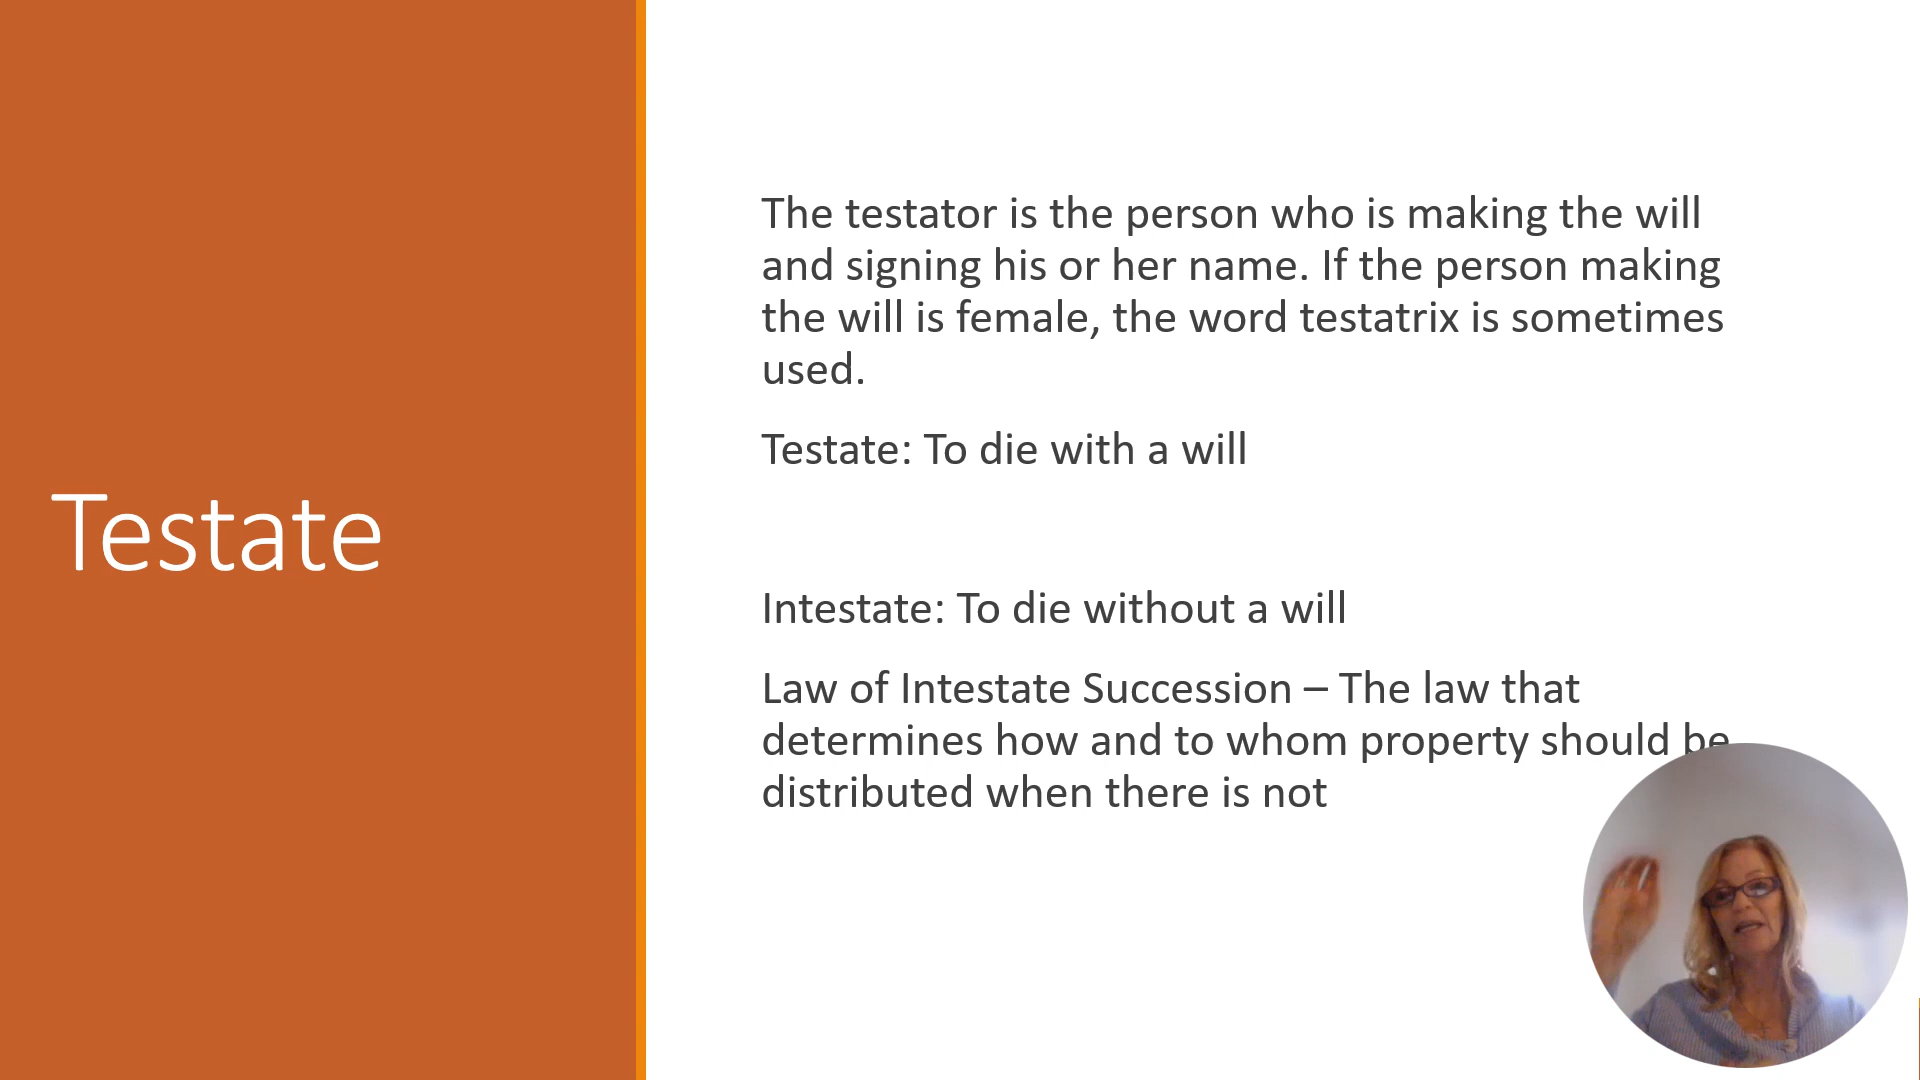 Testate
The testator is the person who is making the will
and signing his or her name. If the person making
the will is female, the word testatrix is sometimes
used.
Testate: To die with a will
Intestate: To die without a will
Law of Intestate Succession – The law that
determines how and to whom property should be
distributed when there is not